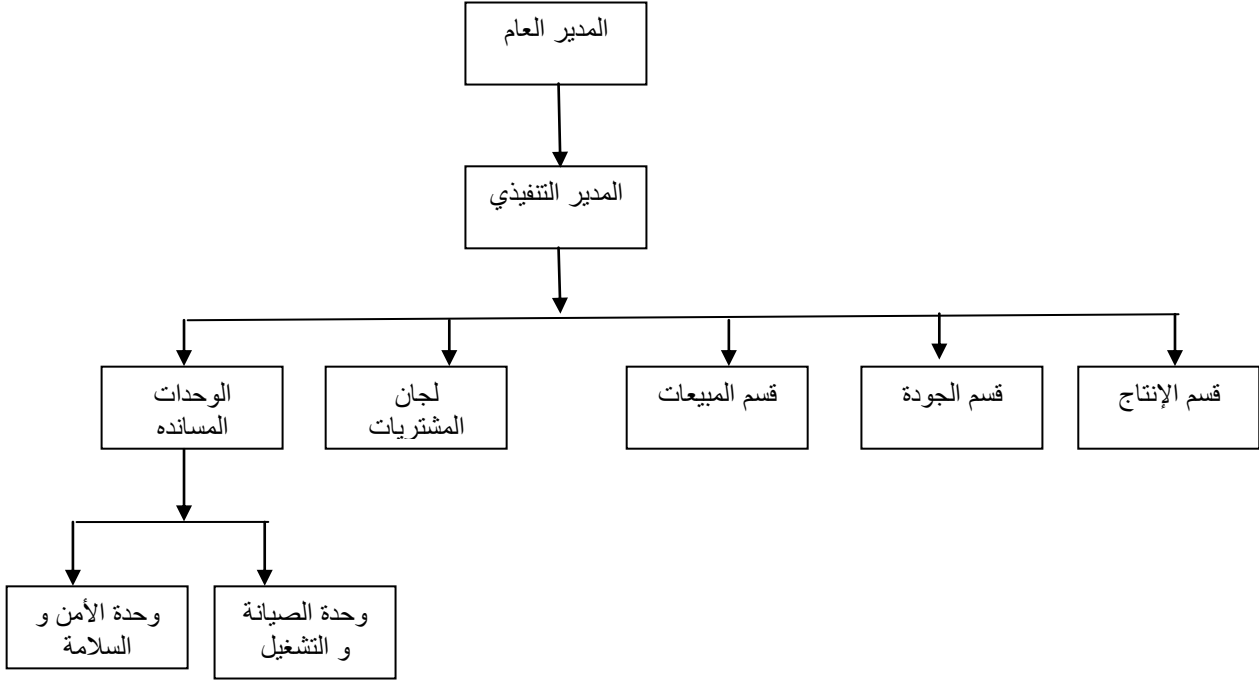 المدير العام
المدير التنفيذي
قسم الإنتاج
قسم الجودة
قسم المبيعات
لجان
المشتريات
الوحدات
المسانده
وحدة الصيانة
و التشغيل
وحدة الأمن و
السلامة